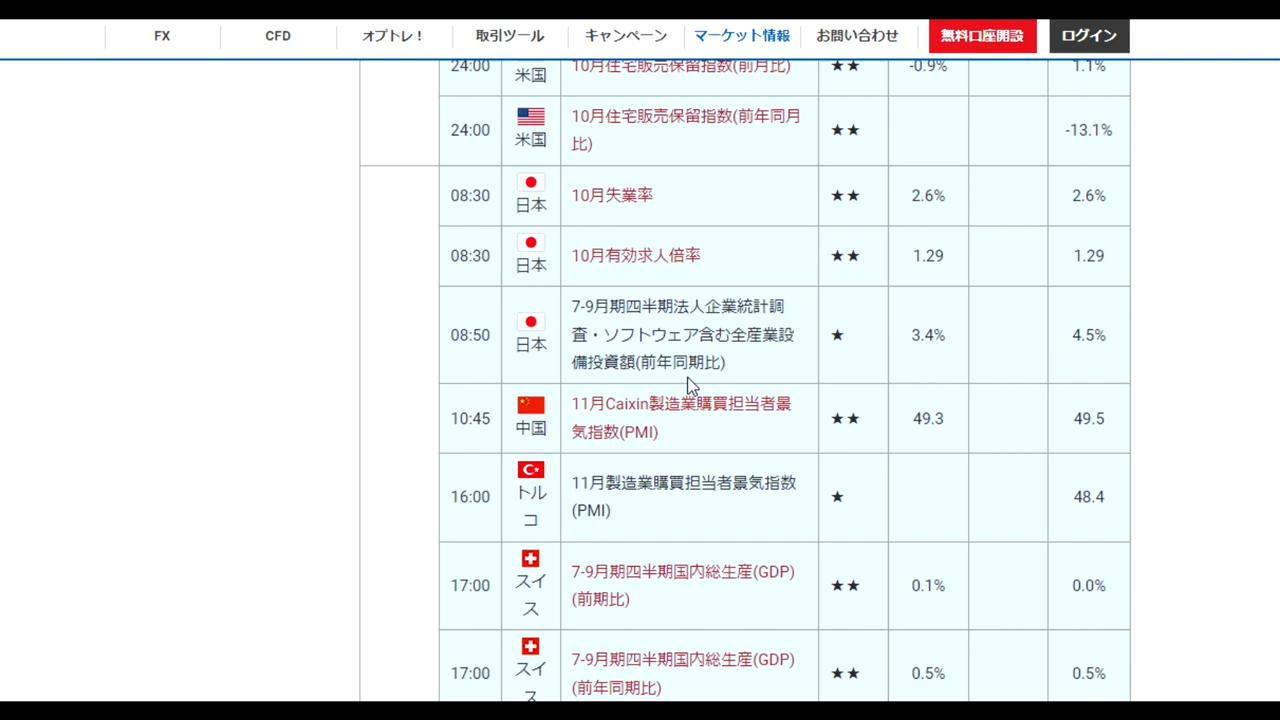 FX
CFD
オプトレ！
取引ツール
キャンペーン
マーケット情報
お問い合わせ
無料口座開設
ログイン
24:00
米国
10月住宅販売保留指数(前月比)
★★
-0.9%
1.1%
24:00
米国
10月住宅販売保留指数(前年同月
比)
★★
-13.1%
08:30
日本
10月失業率
★★
2.6%
2.6%
08:30
日本
10月有効求人倍率
★★
1.29
1.29
08:50
日本
7-9月期四半期法人企業統計調
査・ソフトウェア含む全産業設
備投資額(前年同期比)
★
3.4%
4.5%
10:45
中国
11月Caixin製造業購買担当者景
気指数(PMI)
★★
49.3
49.5
16:00
トル
コ
11月製造業購買担当者景気指数
(PMI)
★
48.4
17:00
スイ
ス
7-9月期四半期国内総生産(GDP)
(前期比)
★★
0.1%
0.0%
17:00
スイ
ス
7-9月期四半期国内総生産(GDP)
(前年同期比)
★★
0.5%
0.5%